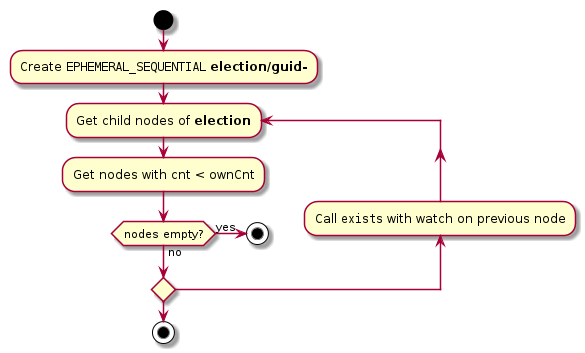 Create EPHEMERAL_SEQUENTIAL election/guid-
Get child nodes of election
Get nodes with cnt < ownCnt
nodes empty?
yes
no
Call exists with watch on previous node